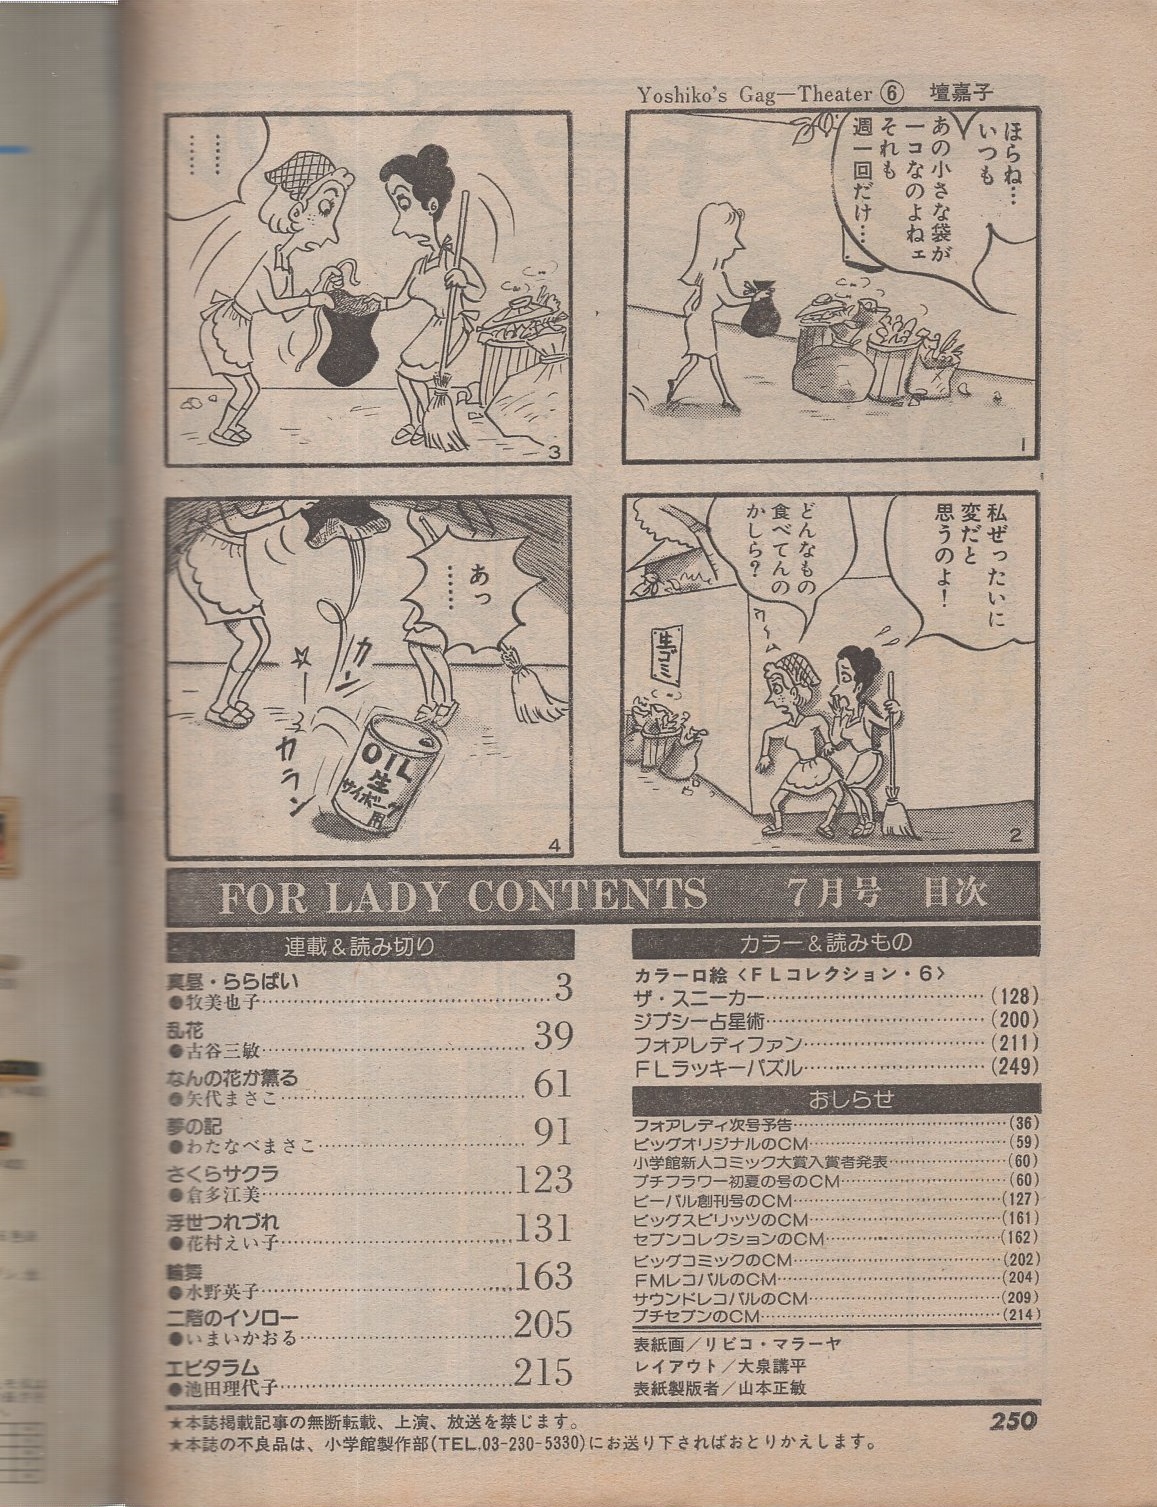 Yoshiko's Gag—Theater⑥ 壇嘉子
ほらね…
いつも
あの小さな袋が
一コなのよねェ
それも
週一回だけ…
1
私ぜったいに
変だと
思うのよ！
どんなもの
食べてんの
かしら？
生ゴミ
2
……
……
3
あっ
……
カン
カラン
OIL
生
サイボーグ
用
4
FOR LADY CONTENTS 7月号 目次
連載＆読み切り
真昼・ららばい
●牧美也子 3
乱花
●古谷三敏 39
なんの花か薫る
●矢代まさこ 61
夢の記
●わたなべまさこ 91
さくらサクラ
●倉多江美 123
浮世つれづれ
●花村えい子 131
輪舞
●水野英子 163
二階のイソロー
●いまいかおる 205
エピタラム
●池田理代子 215
カラー＆読みもの
カラー口絵〈FLコレクション・6〉
ザ・スニーカー (128)
ジプシー占星術 (200)
フォアレディファン (211)
FLラッキーパズル (249)
おしらせ
フォアレディ次号予告 (36)
ビッグオリジナルのCM (59)
小学館新人コミック大賞入賞者発表 (60)
プチフラワー初夏の号のCM (60)
ビーパル創刊号のCM (127)
ビッグスピリッツのCM (161)
セブンコレクションのCM (162)
ビッグコミックのCM (202)
FMレコパルのCM (204)
サウンドレコパルのCM (209)
プチセブンのCM (214)
表紙画／リビコ・マラーヤ
レイアウト／大泉講平
表紙製版者／山本正敏
★本誌掲載記事の無断転載、上演、放送を禁じます。
★本誌の不良品は、小学館製作部(TEL.03-230-5330)にお送り下さればおとりかえします。
250